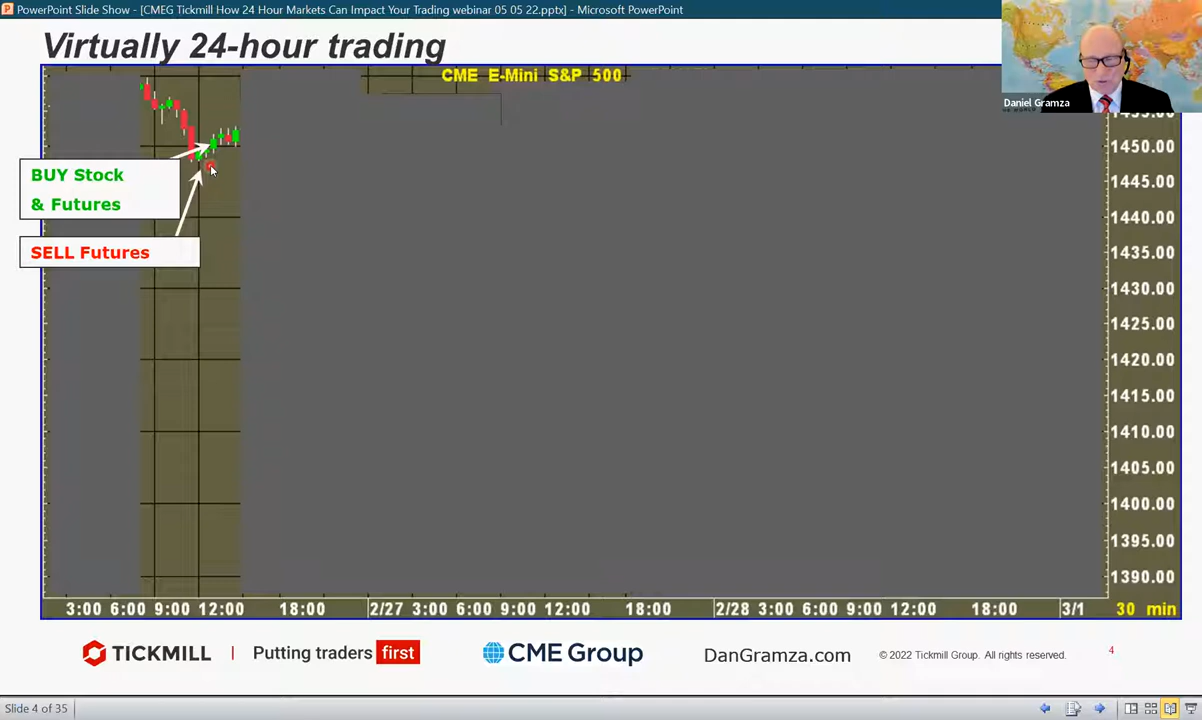 PowerPoint Slide Show - [CMEG Tickmill How 24 Hour Markets Can Impact Your Trading webinar 05 05 22.pptx] - Microsoft PowerPoint
Virtually 24-hour trading
CME E-Mini S&P 500
Daniel Gramza
1450.00
BUY Stock
& Futures
1445.00
1440.00
SELL Futures
1435.00
1430.00
1425.00
1420.00
1415.00
1410.00
1405.00
1400.00
1395.00
1390.00
3:00 6:00 9:00 12:00 18:00 2/27 3:00 6:00 9:00 12:00 18:00 2/28 3:00 6:00 9:00 12:00 18:00 3/1 30 min
TICKMILL | Putting traders first CME Group DanGramza.com © 2022 Tickmill Group. All rights reserved. 4
Slide 4 of 35